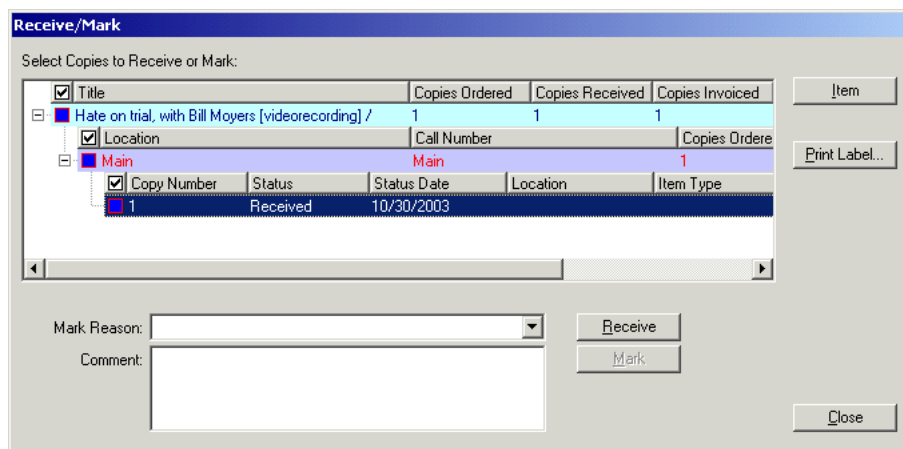 Receive/Mark
Select Copies to Receive or Mark:
Title Copies Ordered Copies Received Copies Invoiced
Item
Hate on trial, with Bill Moyers [videorecording] / 1 1 1
Location Call Number Copies Ordere
Main Main 1
Print Label...
Copy Number Status Status Date Location Item Type
1 Received 10/30/2003
Mark Reason:
Receive
Comment:
Mark
Close